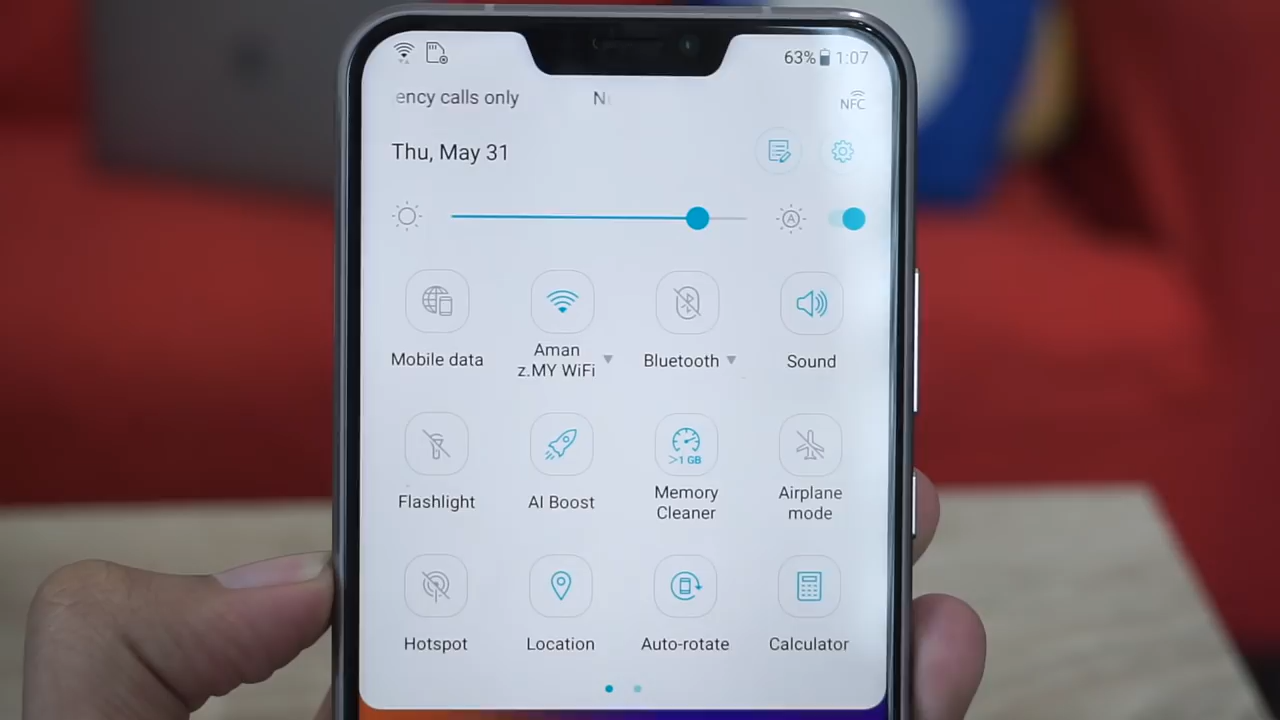 63% 1:07
ency calls only
NFC
Thu, May 31
A
Mobile data
Aman
z.MY WiFi
Bluetooth
Sound
>1 GB
Flashlight
AI Boost
Memory
Cleaner
Airplane
mode
Hotspot
Location
Auto-rotate
Calculator